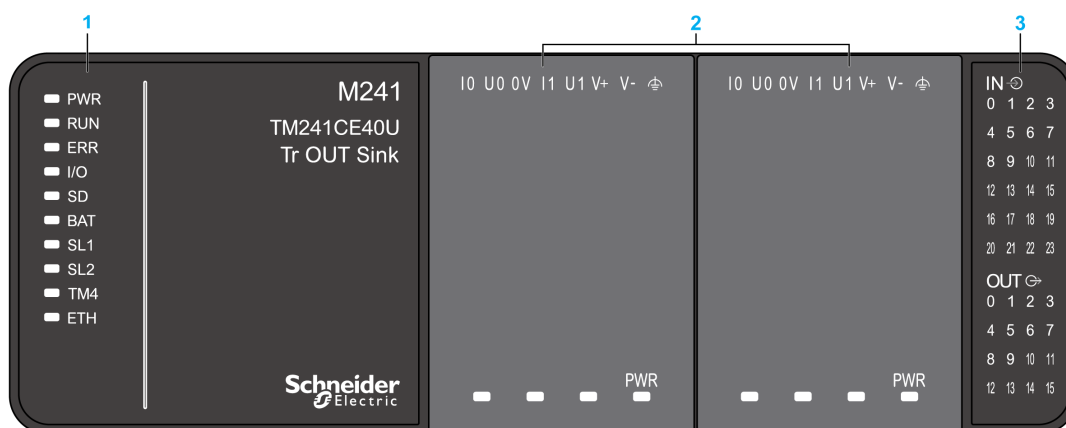 1
2
3
PWR
RUN
ERR
I/O
SD
BAT
SL1
SL2
TM4
ETH
M241
TM241CE40U
Tr OUT Sink
Schneider
Electric
I0 U0 0V I1 U1 V+ V-
PWR
I0 U0 0V I1 U1 V+ V-
PWR
IN
0 1 2 3
4 5 6 7
8 9 10 11
12 13 14 15
16 17 18 19
20 21 22 23
OUT
0 1 2 3
4 5 6 7
8 9 10 11
12 13 14 15